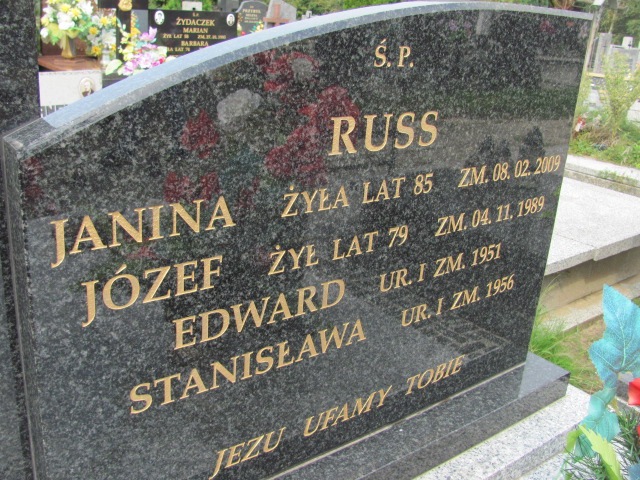 ŻYDACZEK
MARIAN
BARBARA
Ś.P.
RUSS
JANINA ŻYŁA LAT 85 ZM. 08. 02. 2009
JÓZEF ŻYŁ LAT 79 ZM. 04. 11. 1989
EDWARD UR. I ZM. 1951
STANISŁAWA UR. I ZM. 1956
JEZU UFAMY TOBIE